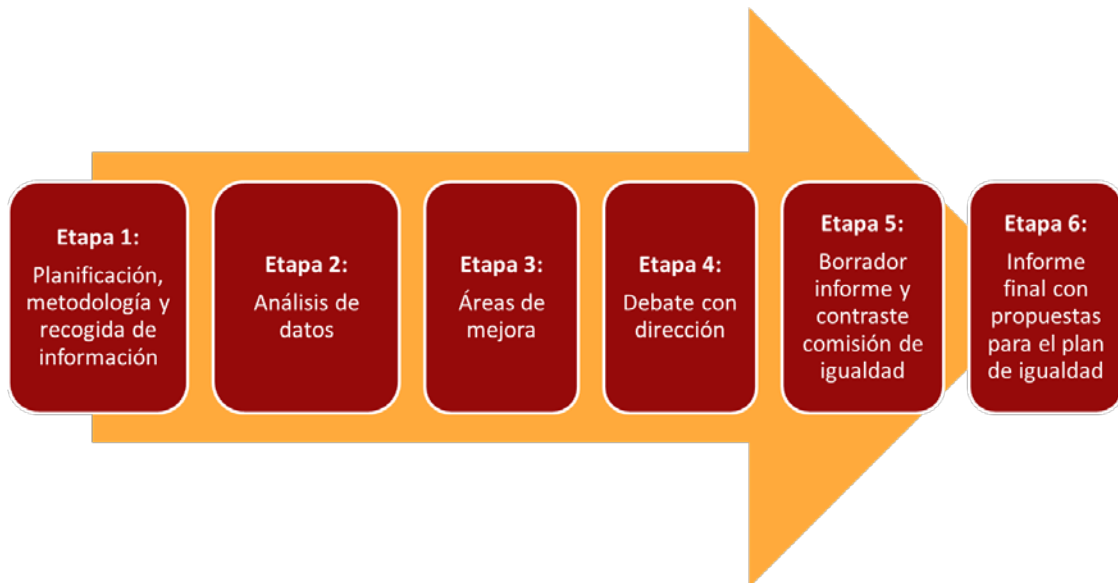 Etapa 1:
Planificación,
metodología y
recogida de
información
Etapa 2:
Análisis de
datos
Etapa 3:
Áreas de
mejora
Etapa 4:
Debate con
dirección
Etapa 5:
Borrador
informe y
contraste
comisión de
igualdad
Etapa 6:
Informe
final con
propuestas
para el plan
de igualdad